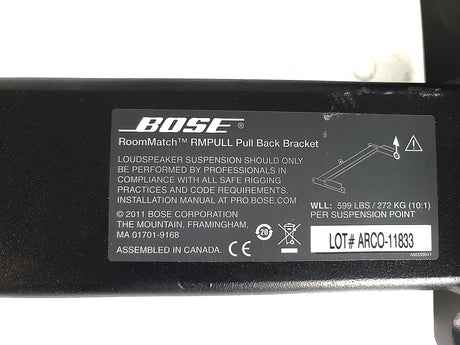 BOSE®
RoomMatch™ RMPULL Pull Back Bracket
LOUDSPEAKER SUSPENSION SHOULD ONLY
BE PERFORMED BY PROFESSIONALS IN
COMPLIANCE WITH ALL SAFE RIGGING
PRACTICES AND CODE REQUIREMENTS.
INSTALLATION MANUAL AT PRO.BOSE.COM
© 2011 BOSE CORPORATION
THE MOUNTAIN, FRAMINGHAM,
MA 01701-9168
ASSEMBLED IN CANADA.
CE
20
WLL: 599 LBS / 272 KG (10:1)
PER SUSPENSION POINT
LOT# ARCO-11833